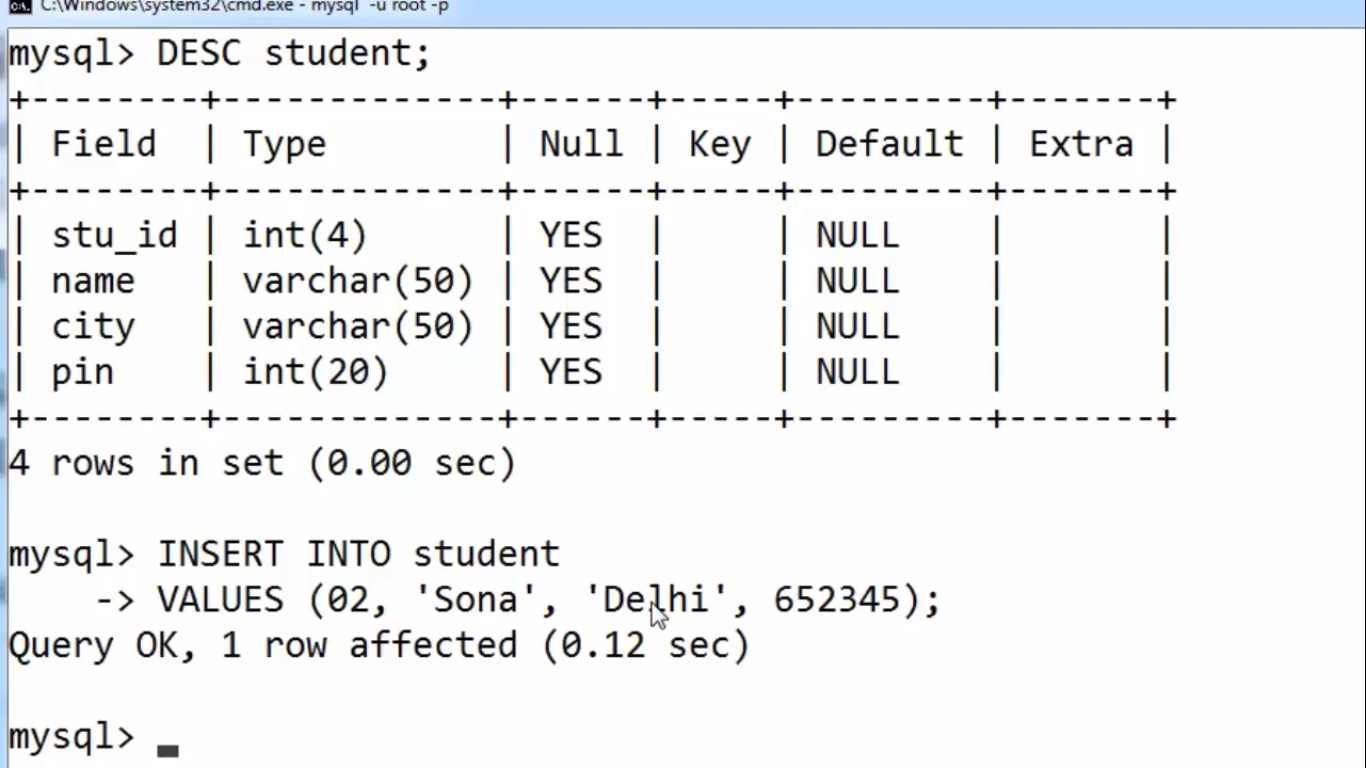 C:\Windows\system32\cmd.exe - mysql -u root -p
mysql> DESC student;
+--------+-------------+------+-----+---------+-------+
| Field  | Type        | Null | Key | Default | Extra |
+--------+-------------+------+-----+---------+-------+
| stu_id | int(4)      | YES  |     | NULL    |       |
| name   | varchar(50) | YES  |     | NULL    |       |
| city   | varchar(50) | YES  |     | NULL    |       |
| pin    | int(20)     | YES  |     | NULL    |       |
+--------+-------------+------+-----+---------+-------+
4 rows in set (0.00 sec)
mysql> INSERT INTO student
    -> VALUES (02, 'Sona', 'Delhi', 652345);
Query OK, 1 row affected (0.12 sec)
mysql>